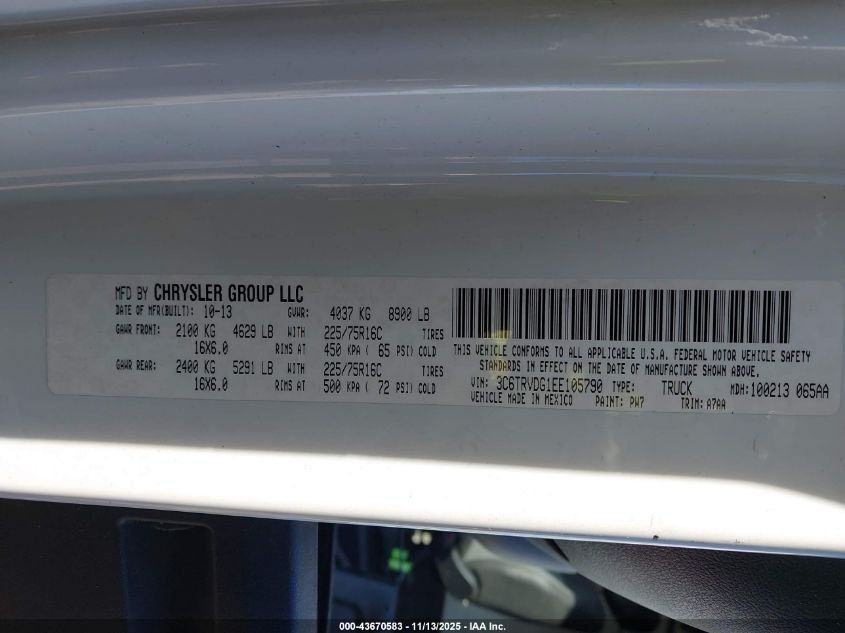 MFD BY CHRYSLER GROUP LLC
DATE OF MFR(BUILT): 10-13 GVWR: 4037 KG 8900 LB
GAWR FRONT: 2100 KG 4629 LB WITH 225/75R16C TIRES
16X6.0 RIMS AT 450 KPA ( 65 PSI) COLD
GAWR REAR: 2400 KG 5291 LB WITH 225/75R16C TIRES
16X6.0 RIMS AT 500 KPA ( 72 PSI) COLD
THIS VEHICLE CONFORMS TO ALL APPLICABLE U.S.A. FEDERAL MOTOR VEHICLE SAFETY
STANDARDS IN EFFECT ON THE DATE OF MANUFACTURE SHOWN ABOVE.
VIN: 3C6TRVDG1EE105790 TYPE: TRUCK MDH:100213 065AA
VEHICLE MADE IN MEXICO PAINT: PW7 TRIM: A7AA
000-43670583 - 11/13/2025 - IAA Inc.